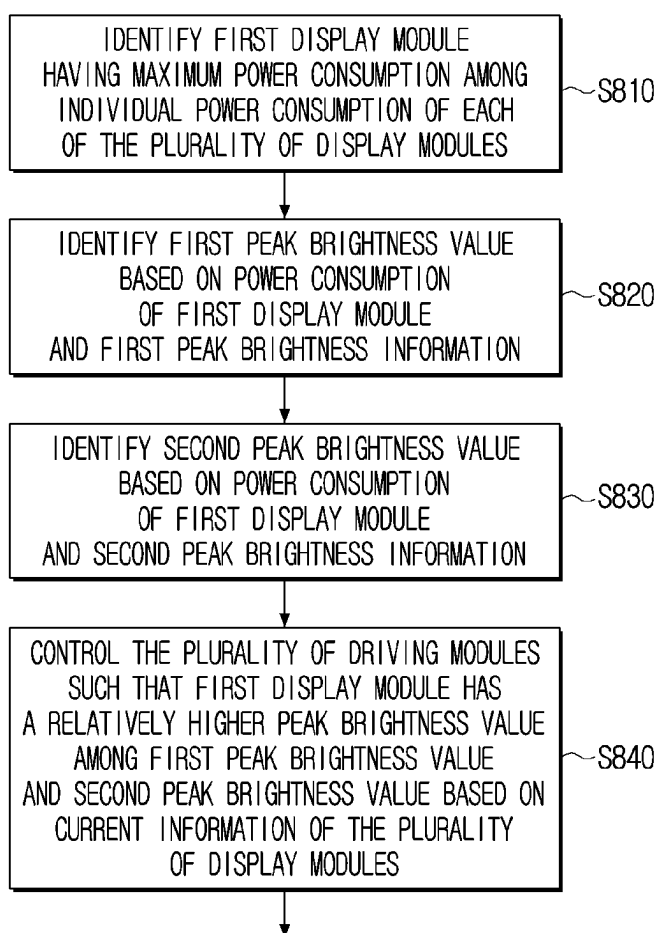 IDENTIFY FIRST DISPLAY MODULE
HAVING MAXIMUM POWER CONSUMPTION AMONG
INDIVIDUAL POWER CONSUMPTION OF EACH
OF THE PLURALITY OF DISPLAY MODULES
S810
IDENTIFY FIRST PEAK BRIGHTNESS VALUE
BASED ON POWER CONSUMPTION
OF FIRST DISPLAY MODULE
AND FIRST PEAK BRIGHTNESS INFORMATION
S820
IDENTIFY SECOND PEAK BRIGHTNESS VALUE
BASED ON POWER CONSUMPTION
OF FIRST DISPLAY MODULE
AND SECOND PEAK BRIGHTNESS INFORMATION
S830
CONTROL THE PLURALITY OF DRIVING MODULES
SUCH THAT FIRST DISPLAY MODULE HAS
A RELATIVELY HIGHER PEAK BRIGHTNESS VALUE
AMONG FIRST PEAK BRIGHTNESS VALUE
AND SECOND PEAK BRIGHTNESS VALUE BASED ON
CURRENT INFORMATION OF THE PLURALITY
OF DISPLAY MODULES
S840